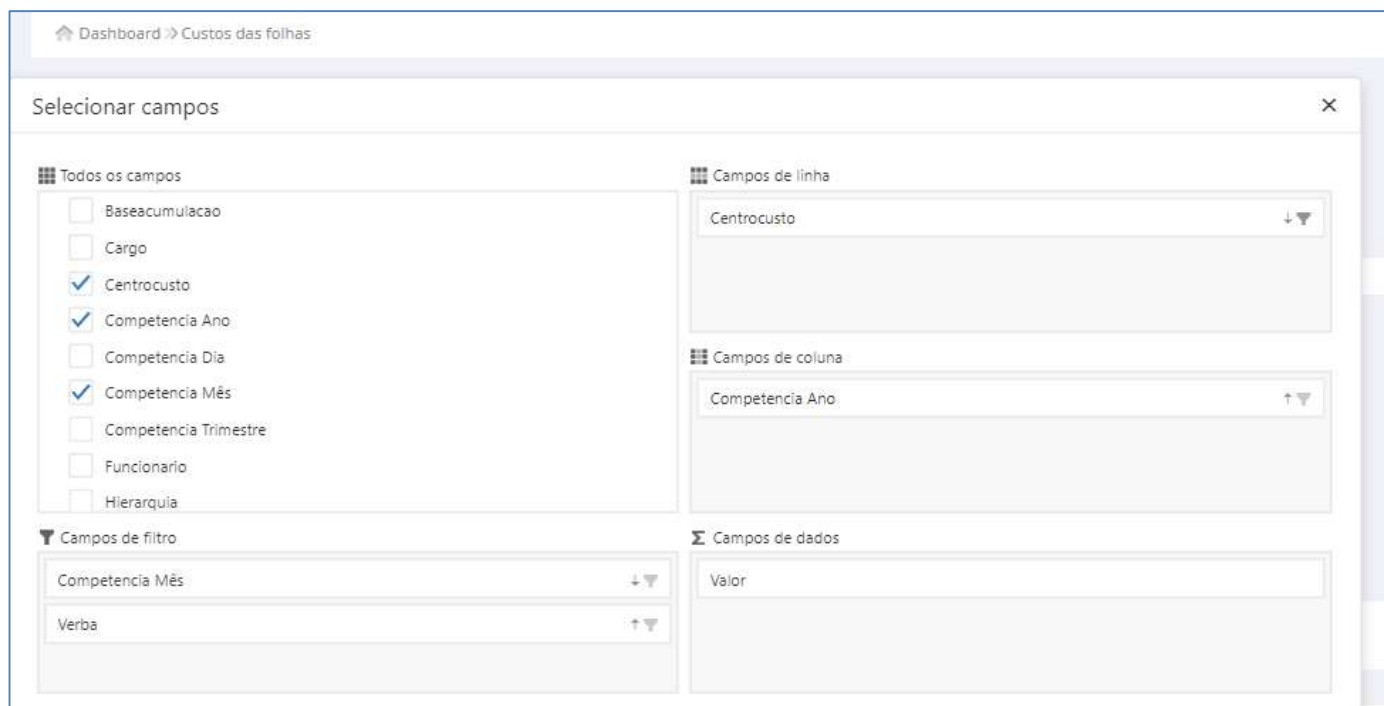 Dashboard >> Custos das folhas
Selecionar campos
Todos os campos
Baseacumulacao
Cargo
Centrocusto
Competencia Ano
Competencia Dia
Competencia Mês
Competencia Trimestre
Funcionario
Hierarquia
Campos de linha
Centrocusto
Campos de coluna
Competencia Ano
Campos de filtro
Competencia Mês
Verba
Σ Campos de dados
Valor